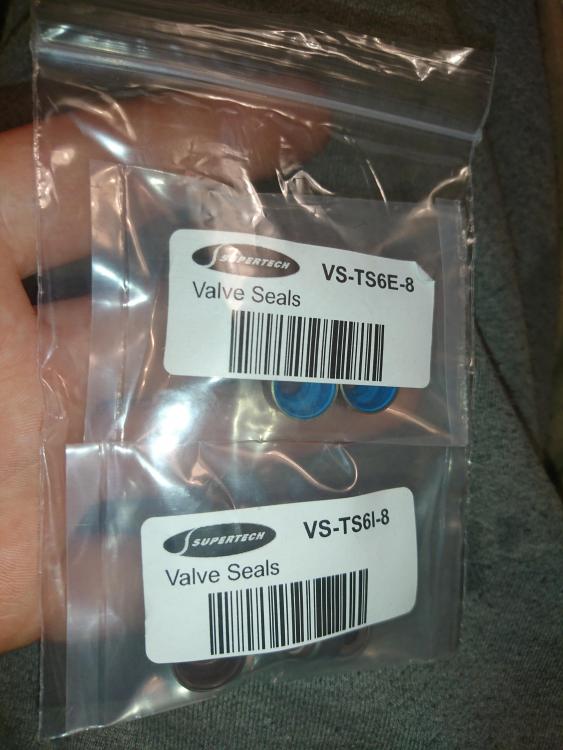 SUPERTECH
VS-TS6E-8
Valve Seals
SUPERTECH
VS-TS6I-8
Valve Seals